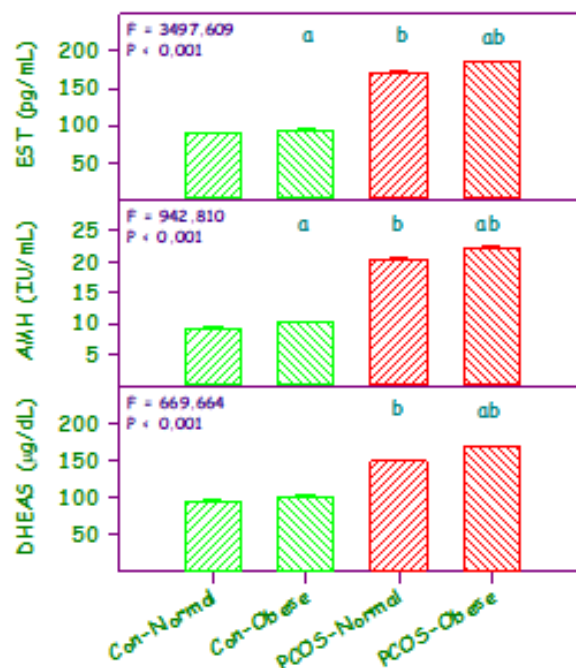 F = 3497,609
P < 0,001
a b ab
200
150
100
50
EST (pg/mL)
F = 942,810
P < 0,001
a b ab
25
20
15
10
5
AMH (IU/mL)
F = 669,664
P < 0,001
b ab
200
150
100
50
DHEAS (ug/dL)
Con-Normal
Con-Obese
PCOS-Normal
PCOS-Obese